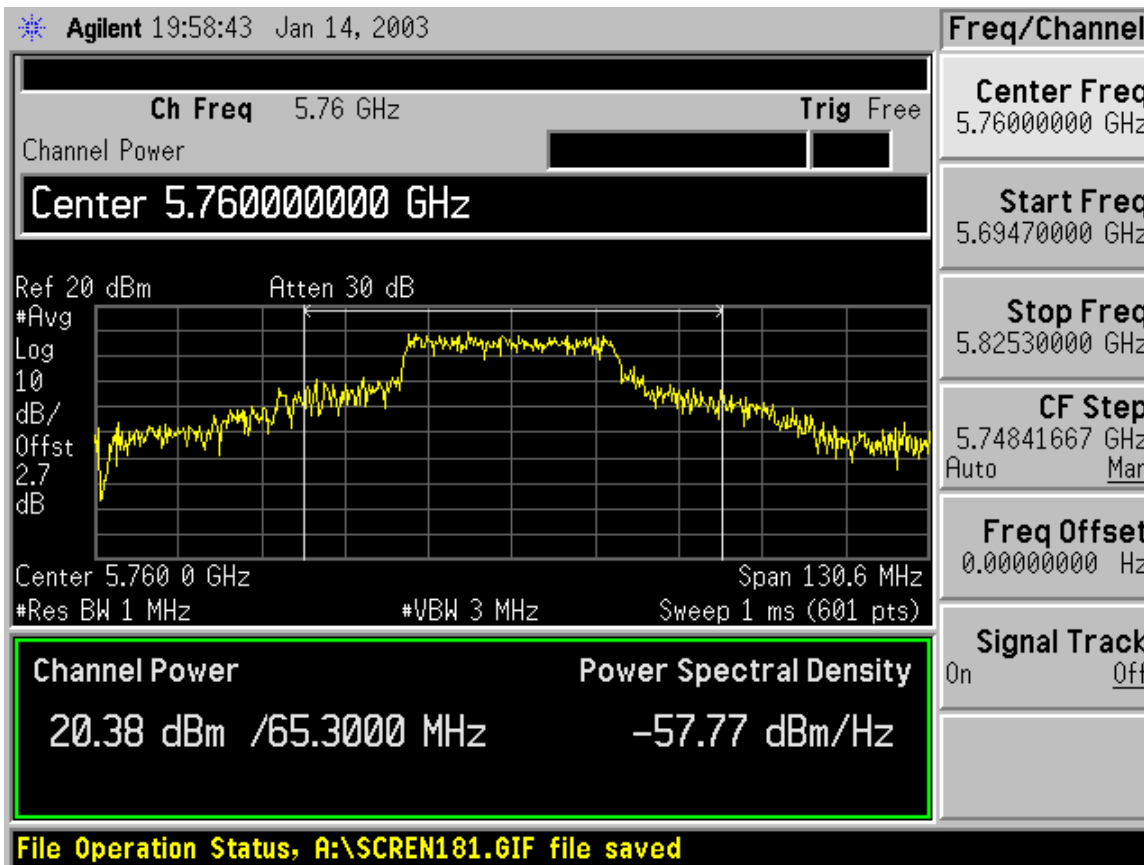 Agilent 19:58:43 Jan 14, 2003
Freq/Channel
Ch Freq 5.76 GHz
Trig Free
Channel Power
Center 5.760000000 GHz
Ref 20 dBm
Atten 30 dB
#Avg
Log
10
dB/
Offst
2.7
dB
Center 5.760 0 GHz
Span 130.6 MHz
#Res BW 1 MHz
#VBW 3 MHz
Sweep 1 ms (601 pts)
Channel Power
Power Spectral Density
20.38 dBm /65.3000 MHz
-57.77 dBm/Hz
Center Freq
5.76000000 GHz
Start Freq
5.69470000 GHz
Stop Freq
5.82530000 GHz
CF Step
5.74841667 GHz
Auto Man
Freq Offset
0.00000000 Hz
Signal Track
On Off
File Operation Status, A:\SCREN181.GIF file saved